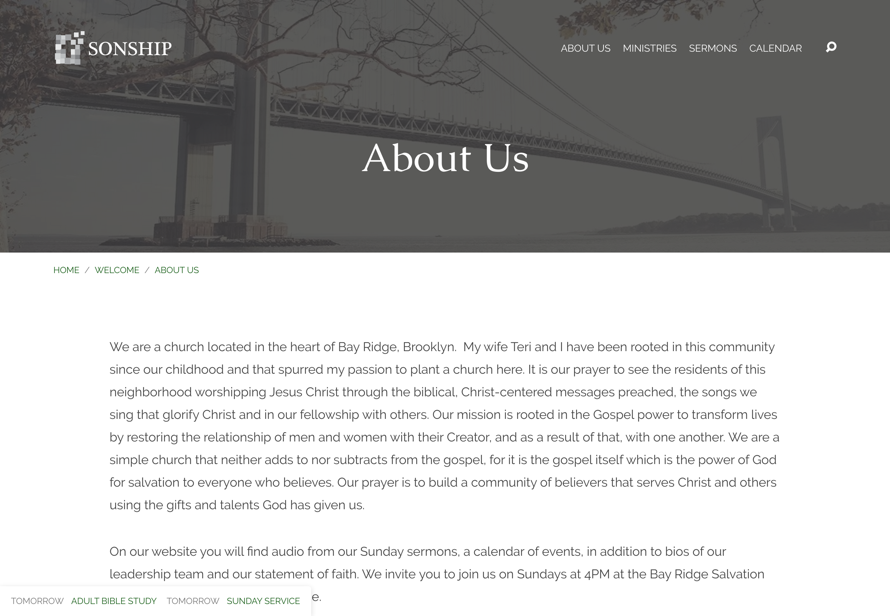 SONSHIP
ABOUT US MINISTRIES SERMONS CALENDAR
About Us
HOME / WELCOME / ABOUT US
We are a church located in the heart of Bay Ridge, Brooklyn.  My wife Teri and I have been rooted in this community
since our childhood and that spurred my passion to plant a church here. It is our prayer to see the residents of this
neighborhood worshipping Jesus Christ through the biblical, Christ-centered messages preached, the songs we
sing that glorify Christ and in our fellowship with others. Our mission is rooted in the Gospel power to transform lives
by restoring the relationship of men and women with their Creator, and as a result of that, with one another. We are a
simple church that neither adds to nor subtracts from the gospel, for it is the gospel itself which is the power of God
for salvation to everyone who believes. Our prayer is to build a community of believers that serves Christ and others
using the gifts and talents God has given us.
On our website you will find audio from our Sunday sermons, a calendar of events, in addition to bios of our
leadership team and our statement of faith. We invite you to join us on Sundays at 4PM at the Bay Ridge Salvation
TOMORROW ADULT BIBLE STUDY TOMORROW SUNDAY SERVICE